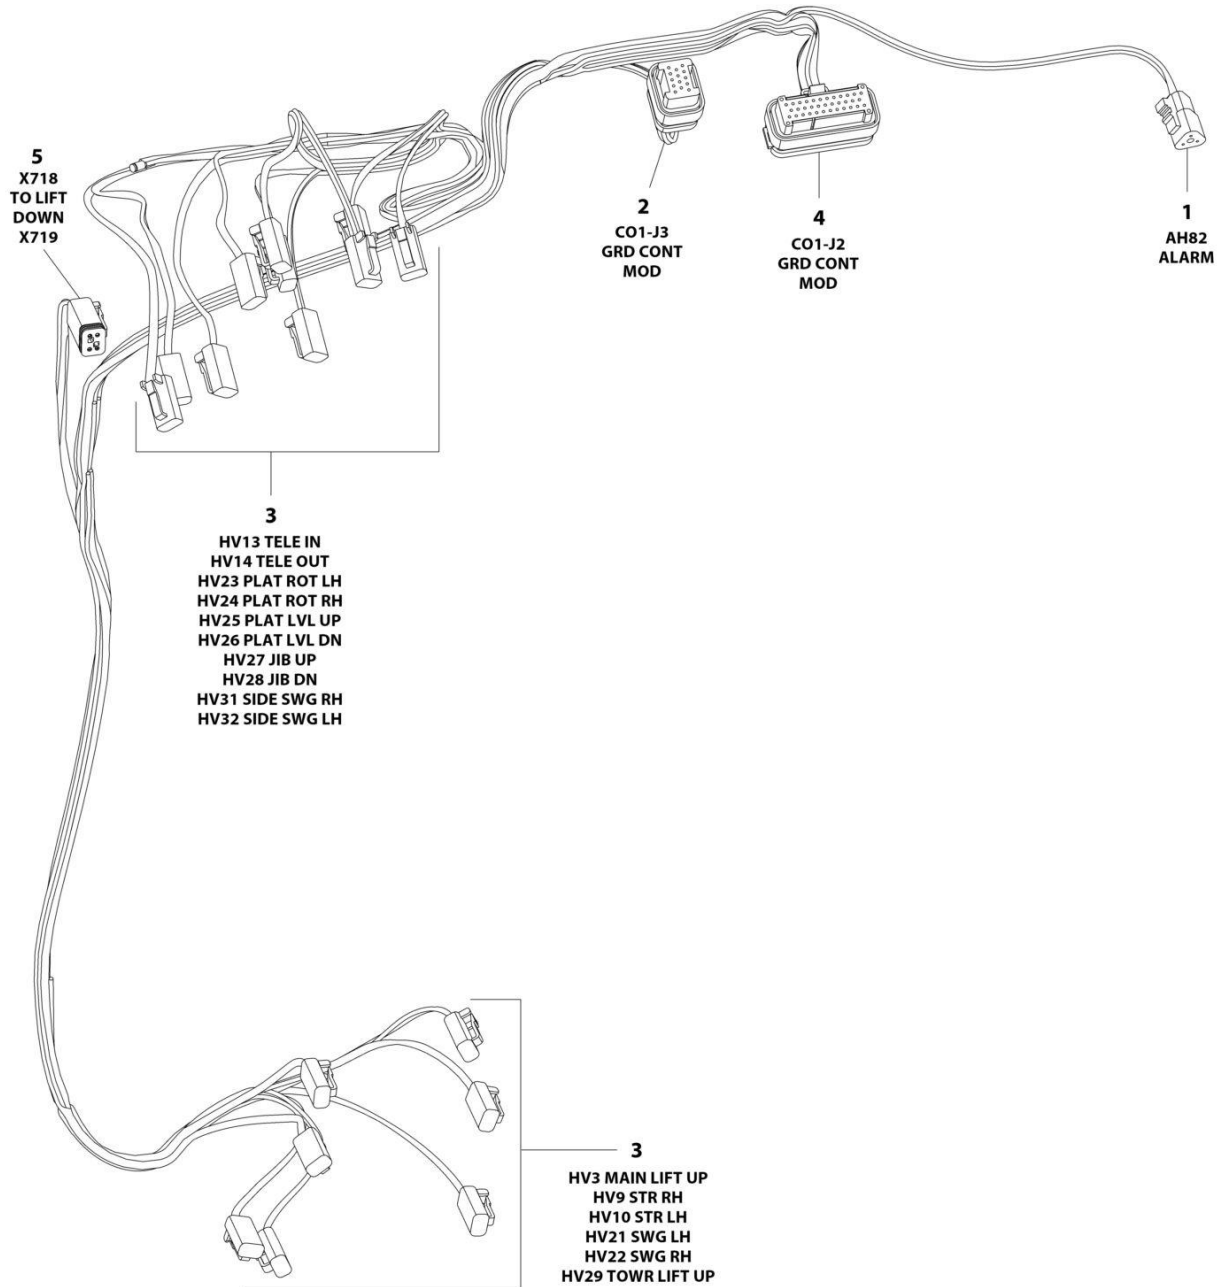 5
X718
TO LIFT
DOWN
X719
2
CO1-J3
GRD CONT
MOD
4
CO1-J2
GRD CONT
MOD
1
AH82
ALARM
3
HV13 TELE IN
HV14 TELE OUT
HV23 PLAT ROT LH
HV24 PLAT ROT RH
HV25 PLAT LVL UP
HV26 PLAT LVL DN
HV27 JIB UP
HV28 JIB DN
HV31 SIDE SWG RH
HV32 SIDE SWG LH
3
HV3 MAIN LIFT UP
HV9 STR RH
HV10 STR LH
HV21 SWG LH
HV22 SWG RH
HV29 TOWR LIFT UP